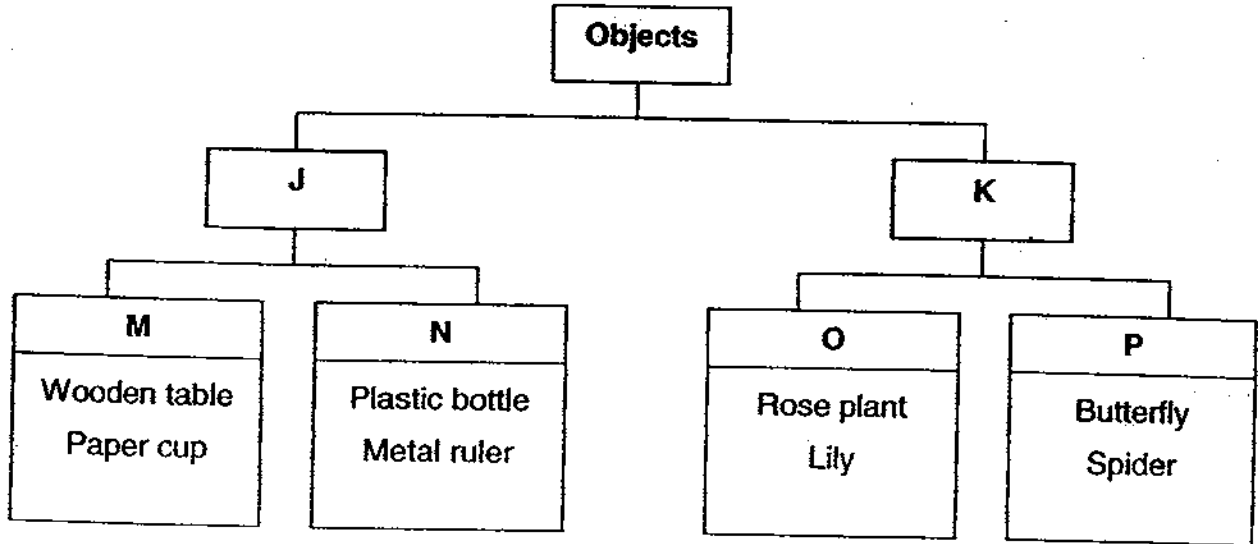 Objects
J
K
M
N
O
P
Wooden table
Paper cup
Plastic bottle
Metal ruler
Rose plant
Lily
Butterfly
Spider